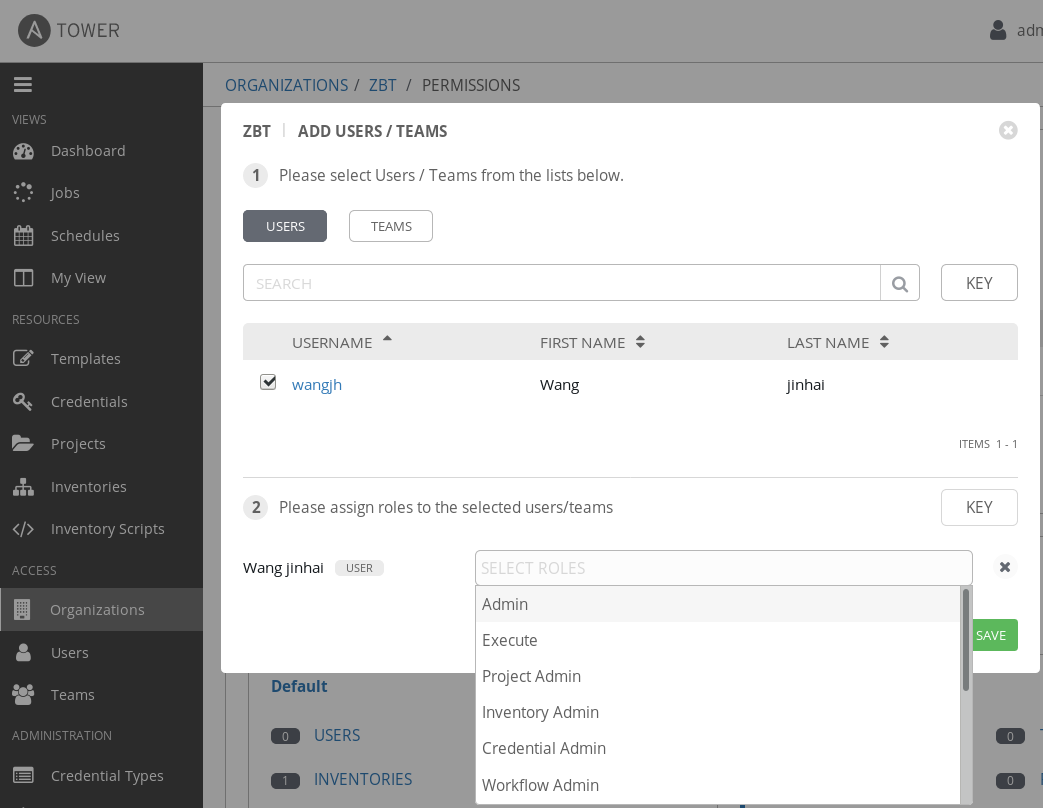 TOWER
adm
VIEWS
Dashboard
Jobs
Schedules
My View
RESOURCES
Templates
Credentials
Projects
Inventories
Inventory Scripts
ACCESS
Organizations
Users
Teams
ADMINISTRATION
Credential Types
ORGANIZATIONS / ZBT / PERMISSIONS
ZBT | ADD USERS / TEAMS
1 Please select Users / Teams from the lists below.
USERS TEAMS
SEARCH KEY
USERNAME FIRST NAME LAST NAME
wangjh Wang jinhai
ITEMS 1 - 1
2 Please assign roles to the selected users/teams KEY
Wang jinhai USER SELECT ROLES
Admin
Execute
Project Admin
Inventory Admin
Credential Admin
Workflow Admin
SAVE
Default
0 USERS 0
1 INVENTORIES 0